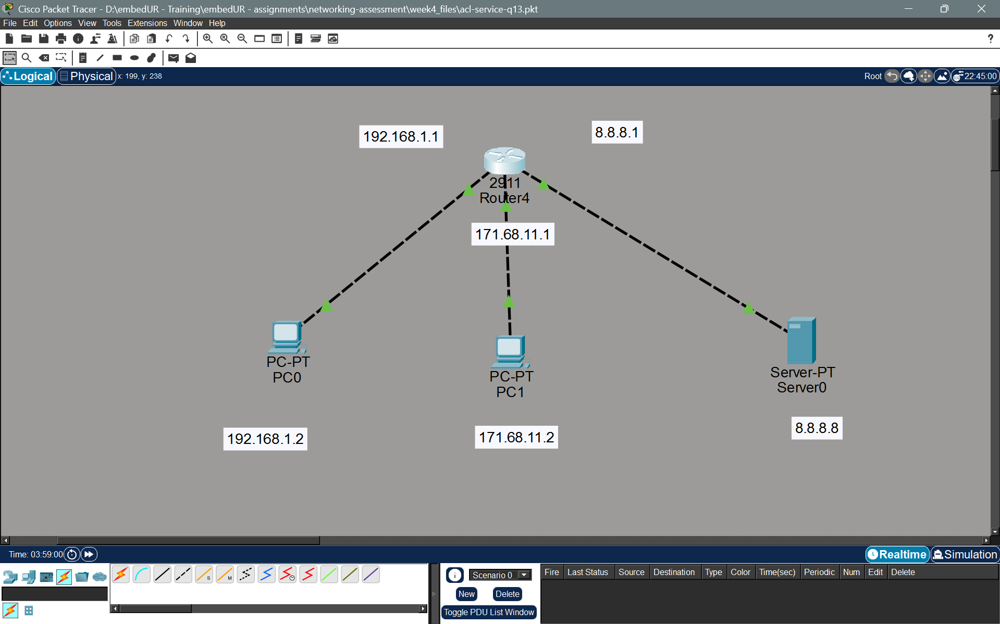 Cisco Packet Tracer - D:\embedUR - Training\embedUR - assignments\networking-assessment\week4_files\acl-service-q13.pkt
File Edit Options View Tools Extensions Window Help
?
Logical Physical x: 199, y: 238 Root 22:45:00
192.168.1.1
8.8.8.1
2911
Router4
171.68.11.1
PC-PT
PC0
PC-PT
PC1
Server-PT
Server0
192.168.1.2
171.68.11.2
8.8.8.8
Time: 03:59:00 Realtime Simulation
S M
Scenario 0
New Delete
Toggle PDU List Window
Fire Last Status Source Destination Type Color Time(sec) Periodic Num Edit Delete